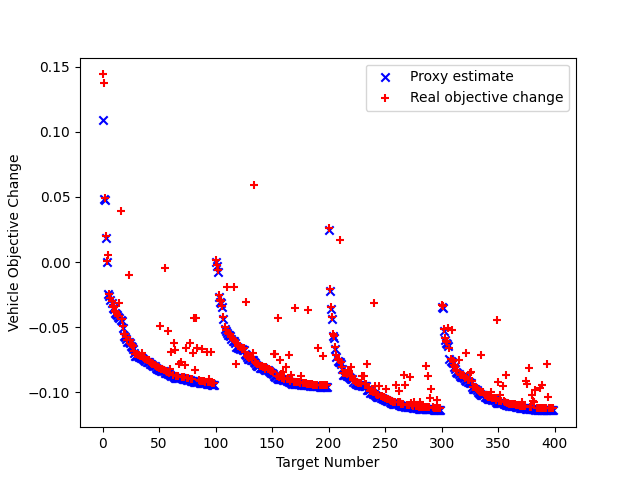 Proxy estimate
Real objective change
0.15
0.10
0.05
0.00
−0.05
−0.10
Vehicle Objective Change
0 50 100 150 200 250 300 350 400
Target Number